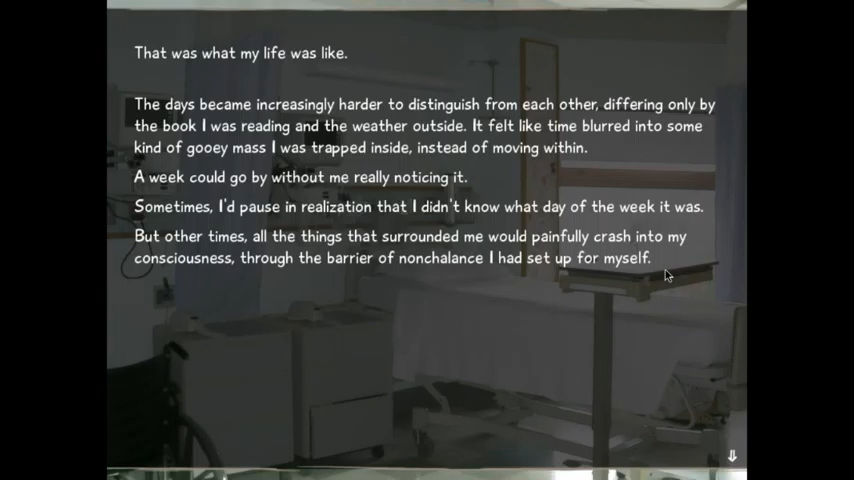 That was what my life was like.
The days became increasingly harder to distinguish from each other, differing only by
the book I was reading and the weather outside. It felt like time blurred into some
kind of gooey mass I was trapped inside, instead of moving within.
A week could go by without me really noticing it.
Sometimes, I'd pause in realization that I didn't know what day of the week it was.
But other times, all the things that surrounded me would painfully crash into my
consciousness, through the barrier of nonchalance I had set up for myself.